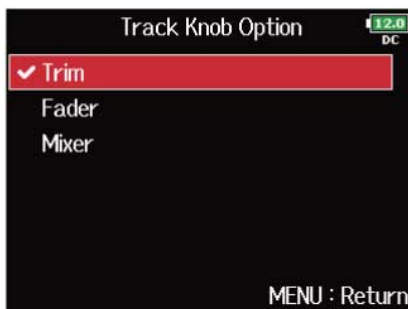 Track Knob Option
12.0
DC
Trim
Fader
Mixer
MENU : Return